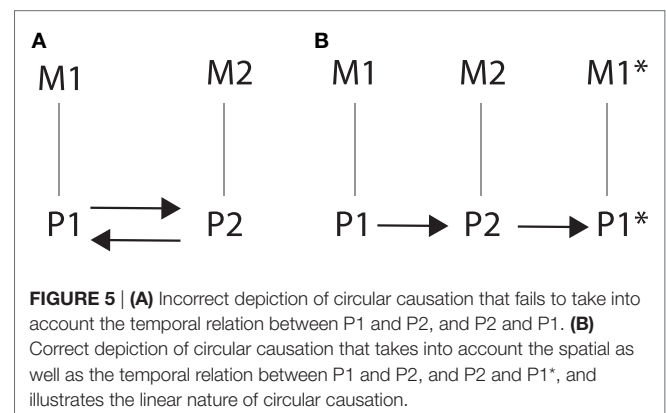 A B
M1 M2 M1 M2 M1*
P1 P2 P1 P2 P1*
FIGURE 5 | (A) Incorrect depiction of circular causation that fails to take into
account the temporal relation between P1 and P2, and P2 and P1. (B)
Correct depiction of circular causation that takes into account the spatial as
well as the temporal relation between P1 and P2, and P2 and P1*, and
illustrates the linear nature of circular causation.